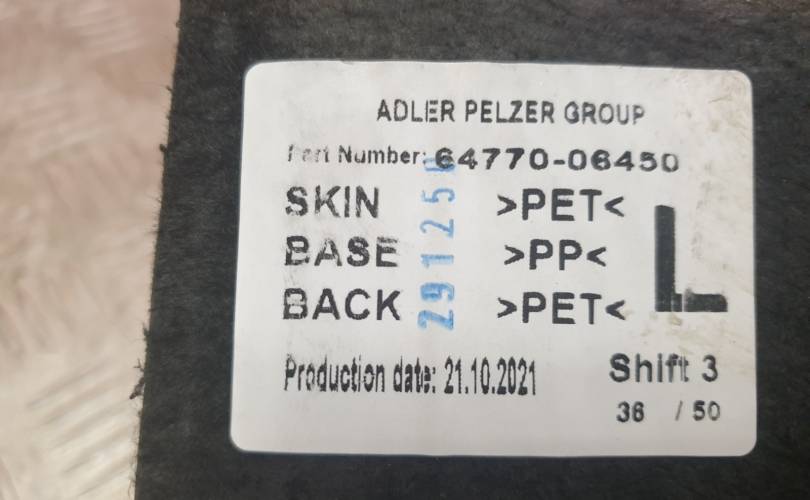 ADLER PELZER GROUP
Part Number: 64770-06450
SKIN >PET<
BASE >PP<
BACK >PET<
L
29125
Production date: 21.10.2021
Shift 3
36 / 50